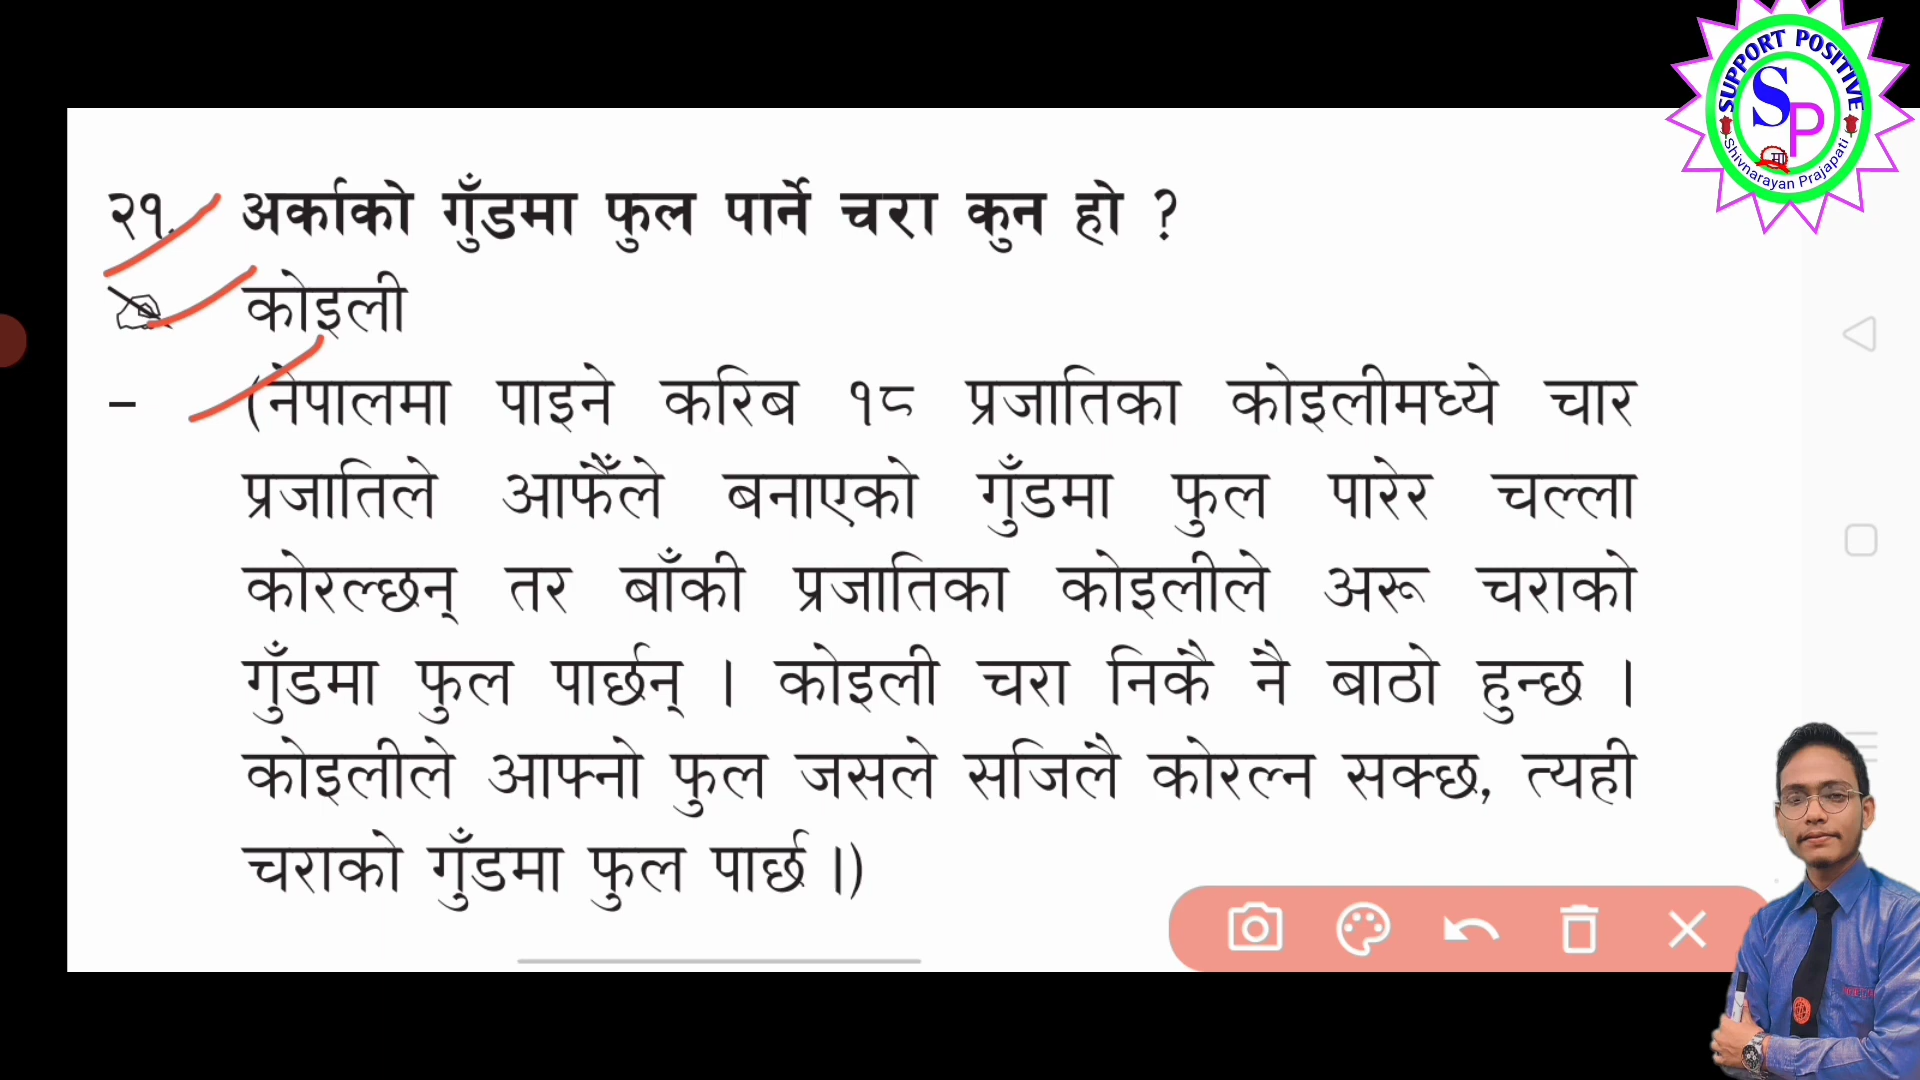 SUPPORT POSITIVE
SP
मा
Shivnarayan Prajapati
२१. अर्काको गुँडमा फुल पार्ने चरा कुन हो ?
कोइली
– (नेपालमा पाइने करिब १८ प्रजातिका कोइलीमध्ये चार
प्रजातिले आफैँले बनाएको गुँडमा फुल पारेर चल्ला
कोरल्छन् तर बाँकी प्रजातिका कोइलीले अरू चराको
गुँडमा फुल पार्छन् । कोइली चरा निकै नै बाठो हुन्छ ।
कोइलीले आफ्नो फुल जसले सजिलै कोरल्न सक्छ, त्यही
चराको गुँडमा फुल पार्छ ।)